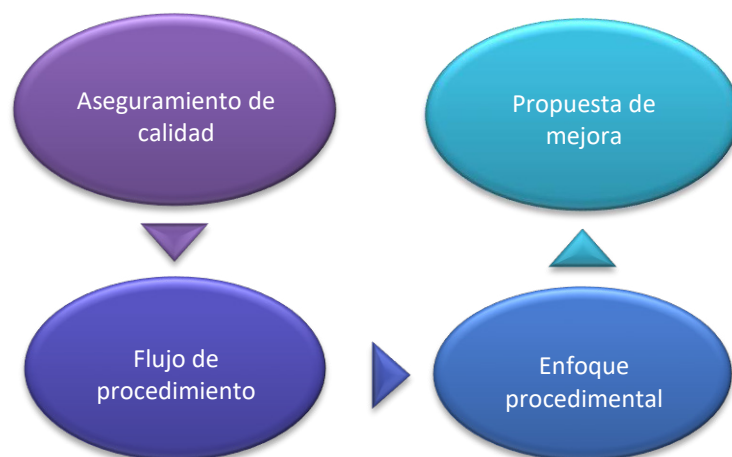 Aseguramiento de
calidad
Flujo de
procedimiento
Enfoque
procedimental
Propuesta de
mejora